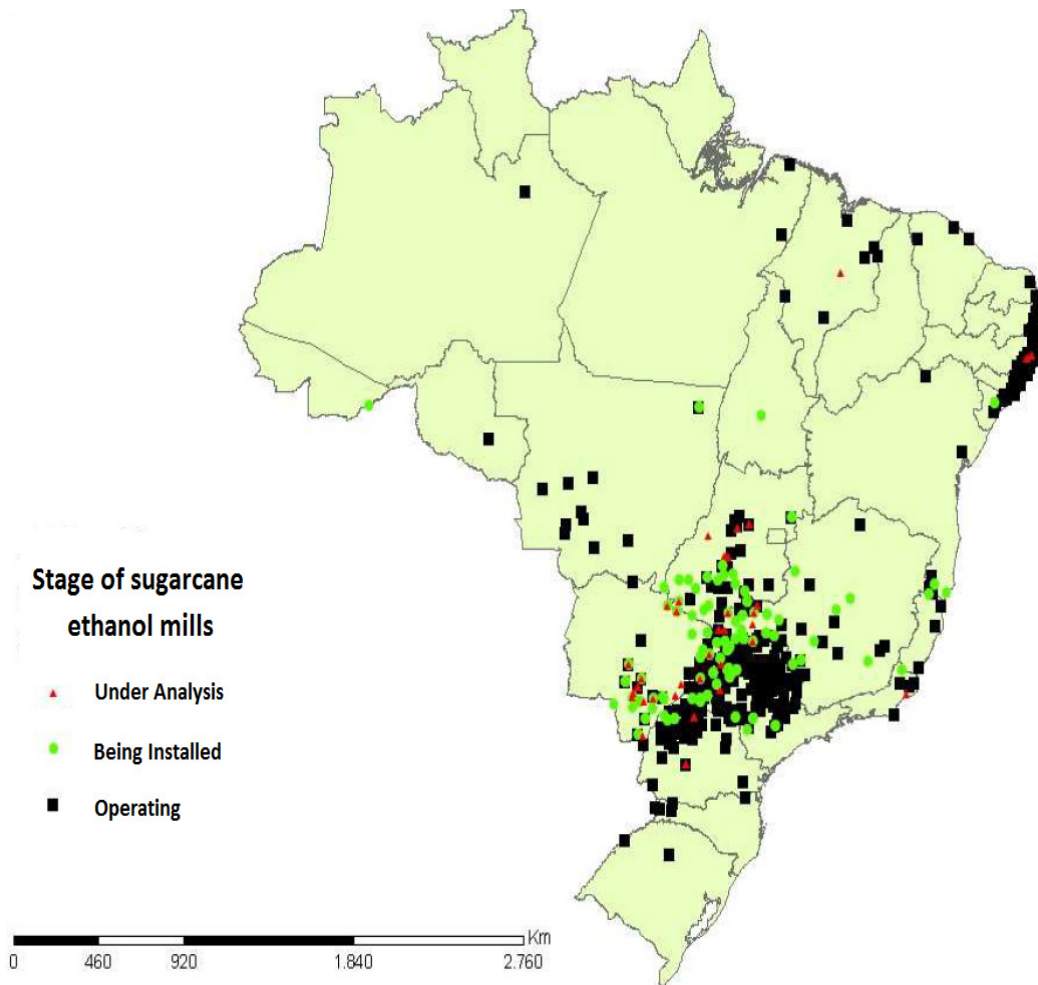 Stage of sugarcane
ethanol mills
Under Analysis
Being Installed
Operating
Km
0 460 920 1.840 2.760